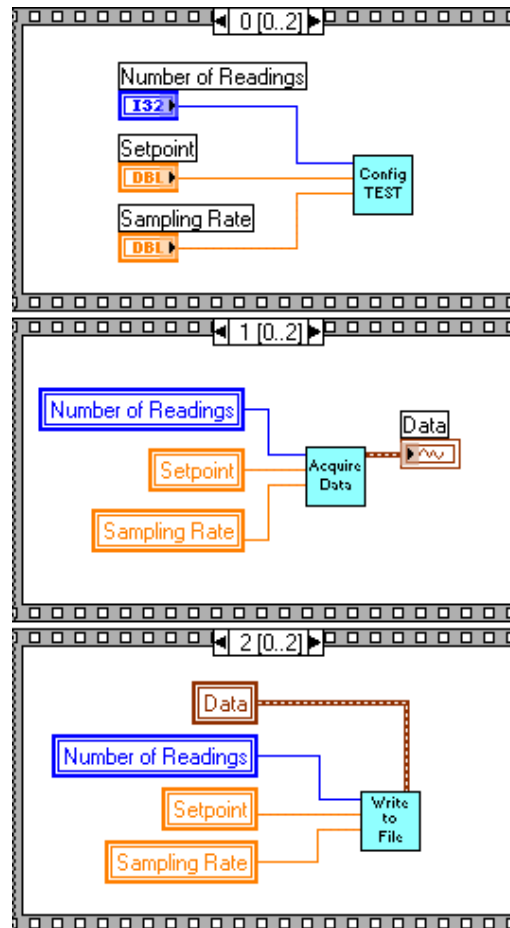 0 [0..2]
Number of Readings
I32
Setpoint
DBL
Config
TEST
Sampling Rate
DBL
1 [0..2]
Number of Readings
Data
Setpoint
Acquire
Data
Sampling Rate
2 [0..2]
Data
Number of Readings
Setpoint
Write
to
File
Sampling Rate